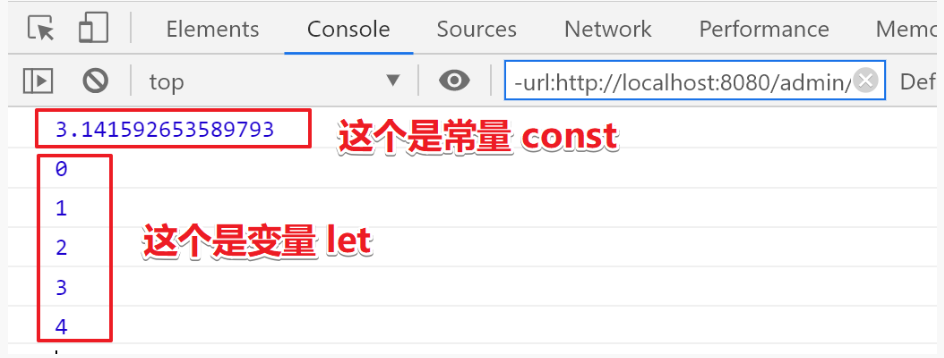 Elements Console Sources Network Performance Memo
top -url:http://localhost:8080/admin/ Def
3.141592653589793 这个是常量 const
0
1
2
这个是变量 let
3
4